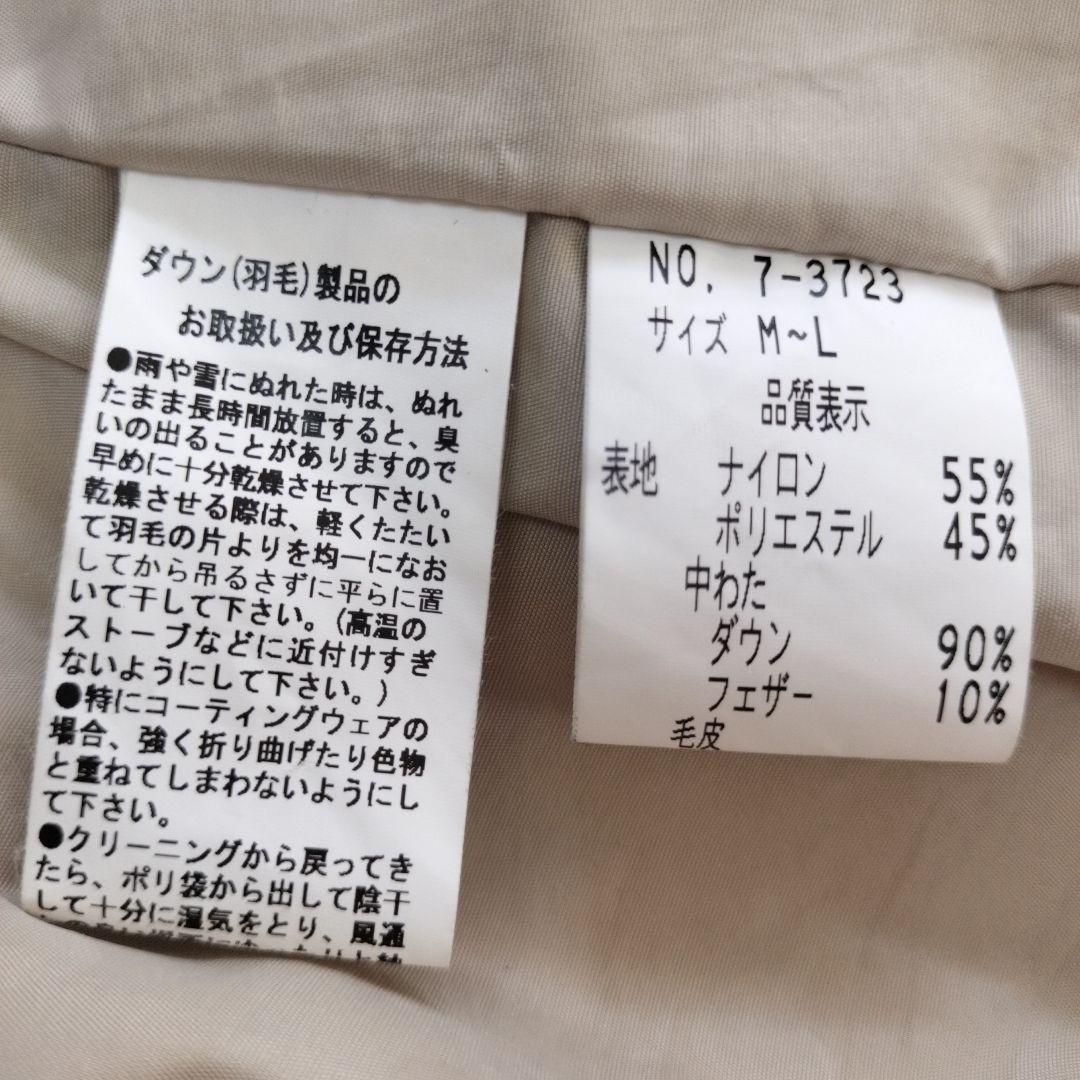 ダウン(羽毛)製品の
お取扱い及び保存方法
●雨や雪にぬれた時は、ぬれ
たまま長時間放置すると、臭
いの出ることがありますので
早めに十分乾燥させて下さい。
乾燥させる際は、軽くたたい
て羽毛の片よりを均一になお
してから吊るさずに平らに置
いて干して下さい。(高温の
ストーブなどに近付けすぎ
ないようにして下さい。)
●特にコーティングウェアの
場合、強く折り曲げたり色物
と重ねてしまわないようにし
て下さい。
●クリーニングから戻ってき
たら、ポリ袋から出して陰干
して十分に湿気をとり、風通
NO. 7-3723
サイズ M~L
品質表示
表地 ナイロン 55%
ポリエステル 45%
中わた
ダウン 90%
フェザー 10%
毛皮